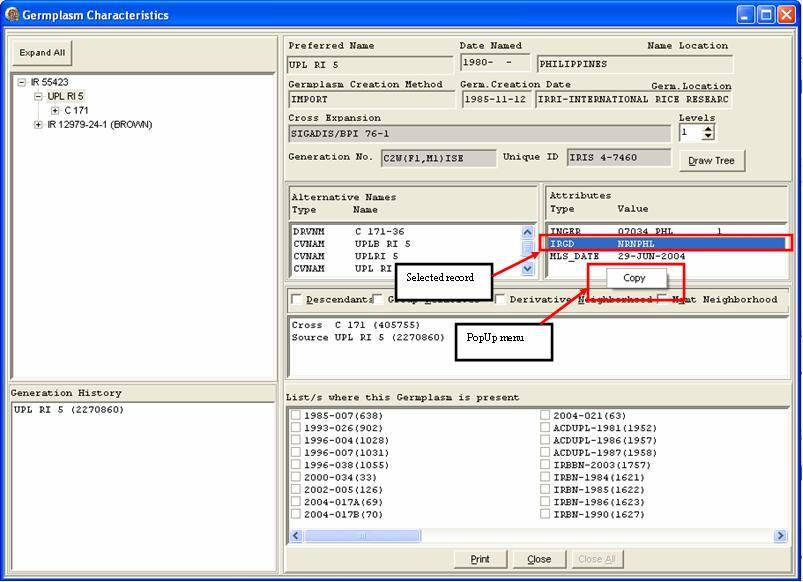 Germplasm Characteristics
Expand All
IR 55423
UPL RI 5
C 171
IR 12979-24-1 (BROWN)
Generation History
UPL RI 5 (2270860)
Preferred Name Date Named Name Location
UPL RI 5 1980- - PHILIPPINES
Germplasm Creation Method Germ.Creation Date Germ.Location
IMPORT 1985-11-12 IRRI-INTERNATIONAL RICE RESEARC
Cross Expansion Levels
SIGADIS/BPI 76-1 1
Generation No. C2W(F1,M1)ISE Unique ID IRIS 4-7460 Draw Tree
Alternative Names
Type Name
DRVNM C 171-36
CVNAM UPLB RI 5
CVNAM UPLRI 5
CVNAM UPL RI
Attributes
Type Value
INGER 07034 PHL 1
IRGD NRNPHL
MLS_DATE 29-JUN-2004
Selected record
Copy
Descendants Group Derivative Neighborhood Mgmt Neighborhood
PopUp menu
Cross C 171 (405755)
Source UPL RI 5 (2270860)
List/s where this Germplasm is present
1985-007(638) 2004-021(63)
1993-026(902) ACDUPL-1981(1952)
1996-004(1028) ACDUPL-1986(1957)
1996-007(1031) ACDUPL-1987(1958)
1996-038(1055) IRBBN-2003(1757)
2000-034(33) IRBN-1984(1621)
2002-005(126) IRBN-1985(1622)
2004-017A(69) IRBN-1986(1623)
2004-017B(70) IRBN-1990(1627)
Print Close Close All